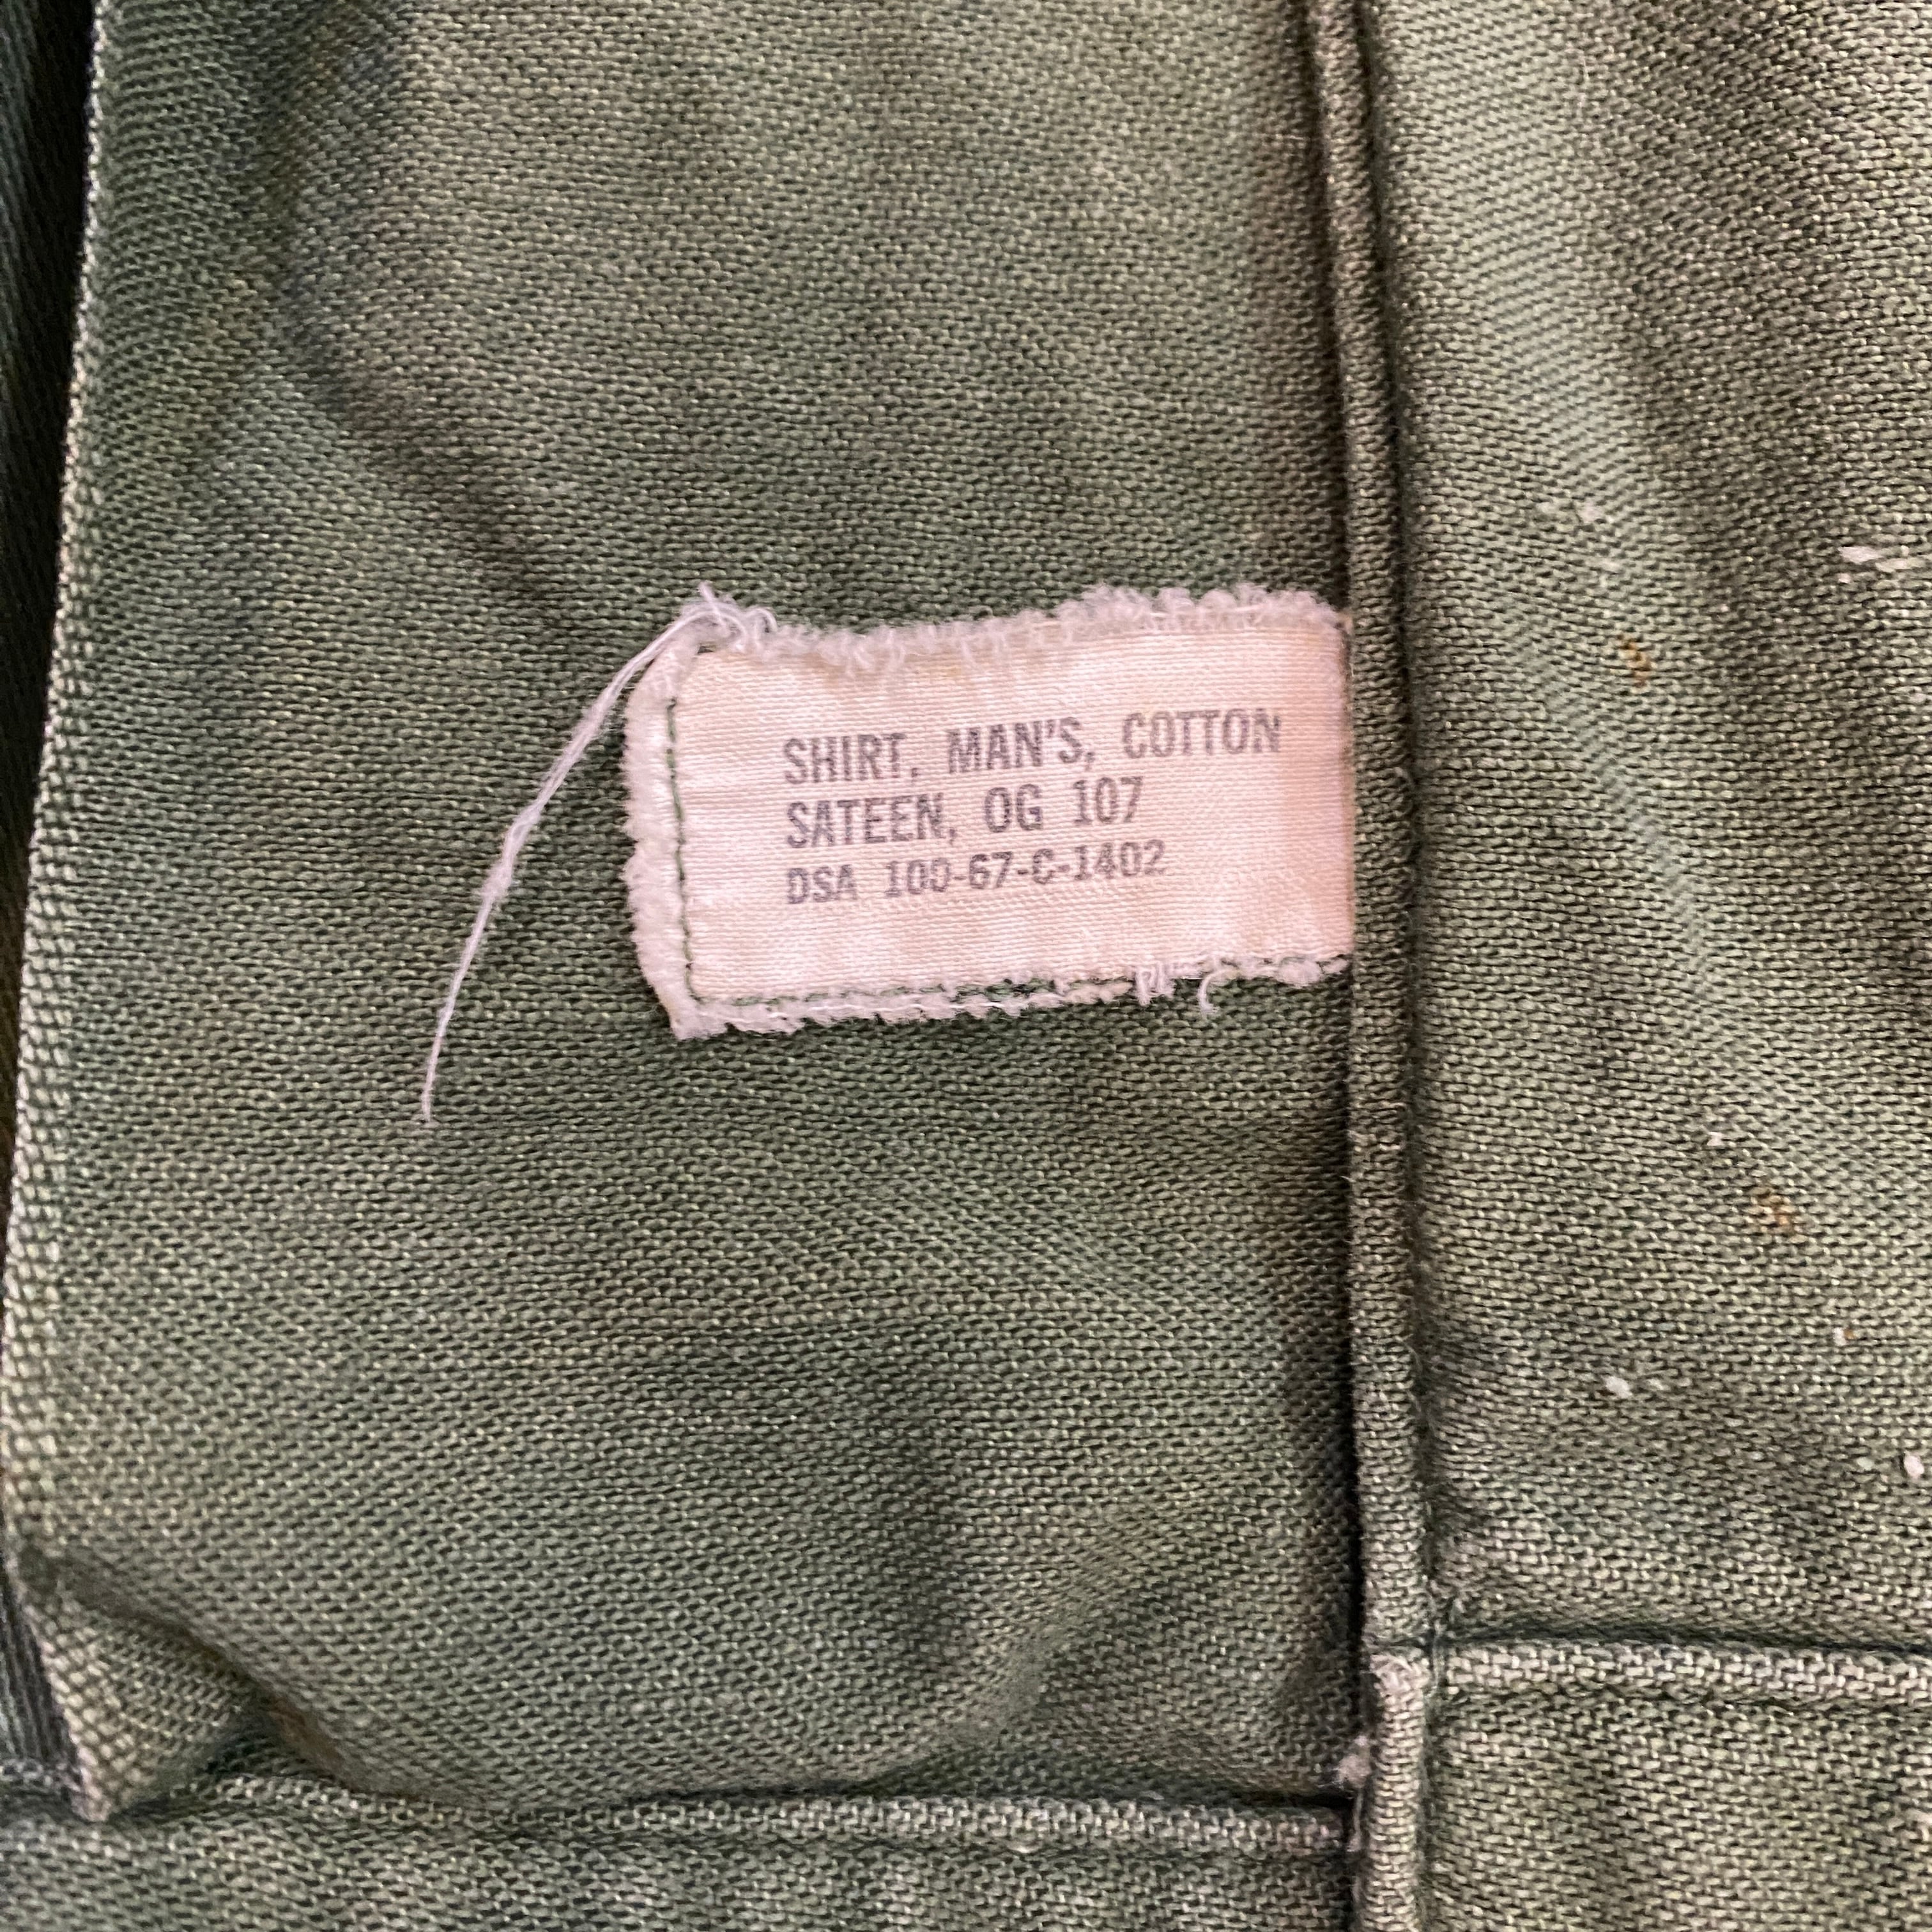 SHIRT, MAN'S, COTTON
SATEEN, OG 107
DSA 100-67-C-1402